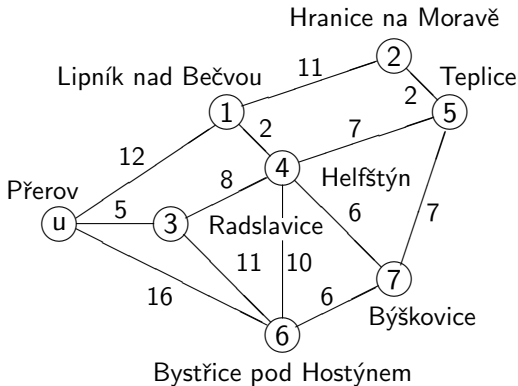 Hranice na Moravě
2
11
Lipník nad Bečvou
Teplice
2
1
5
2
7
12
4
Helfštýn
8
Přerov
5
u
3
Radslavice
6
7
11
10
16
7
6
Býškovice
6
Bystřice pod Hostýnem